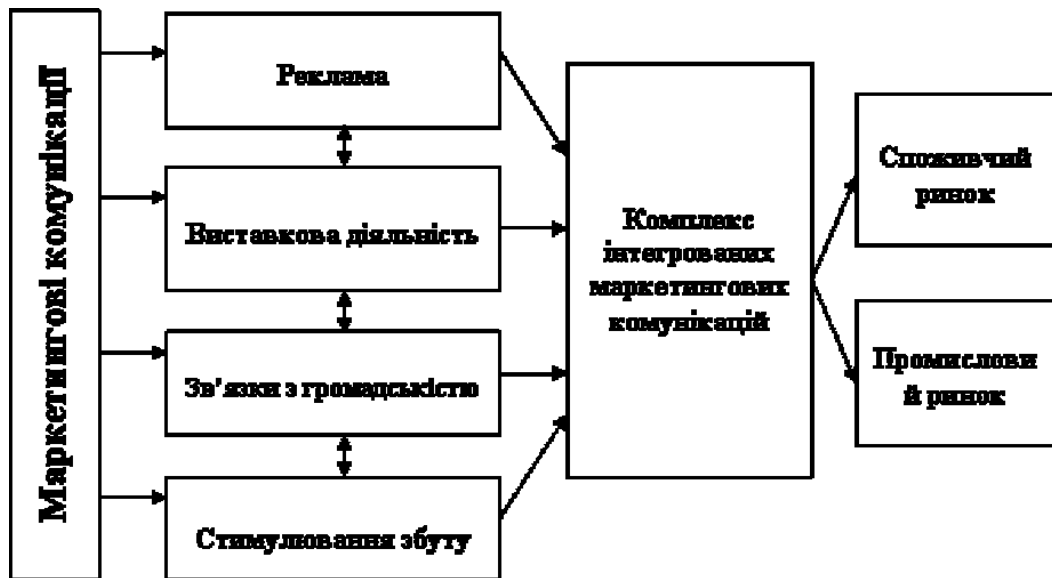 Маркетингові комунікації
Реклама
Виставкова діяльність
Зв'язки з громадськістю
Стимулювання збуту
Комплекс
інтегрованих
маркетингових
комунікацій
Споживчий
ринок
Промислови
й ринок